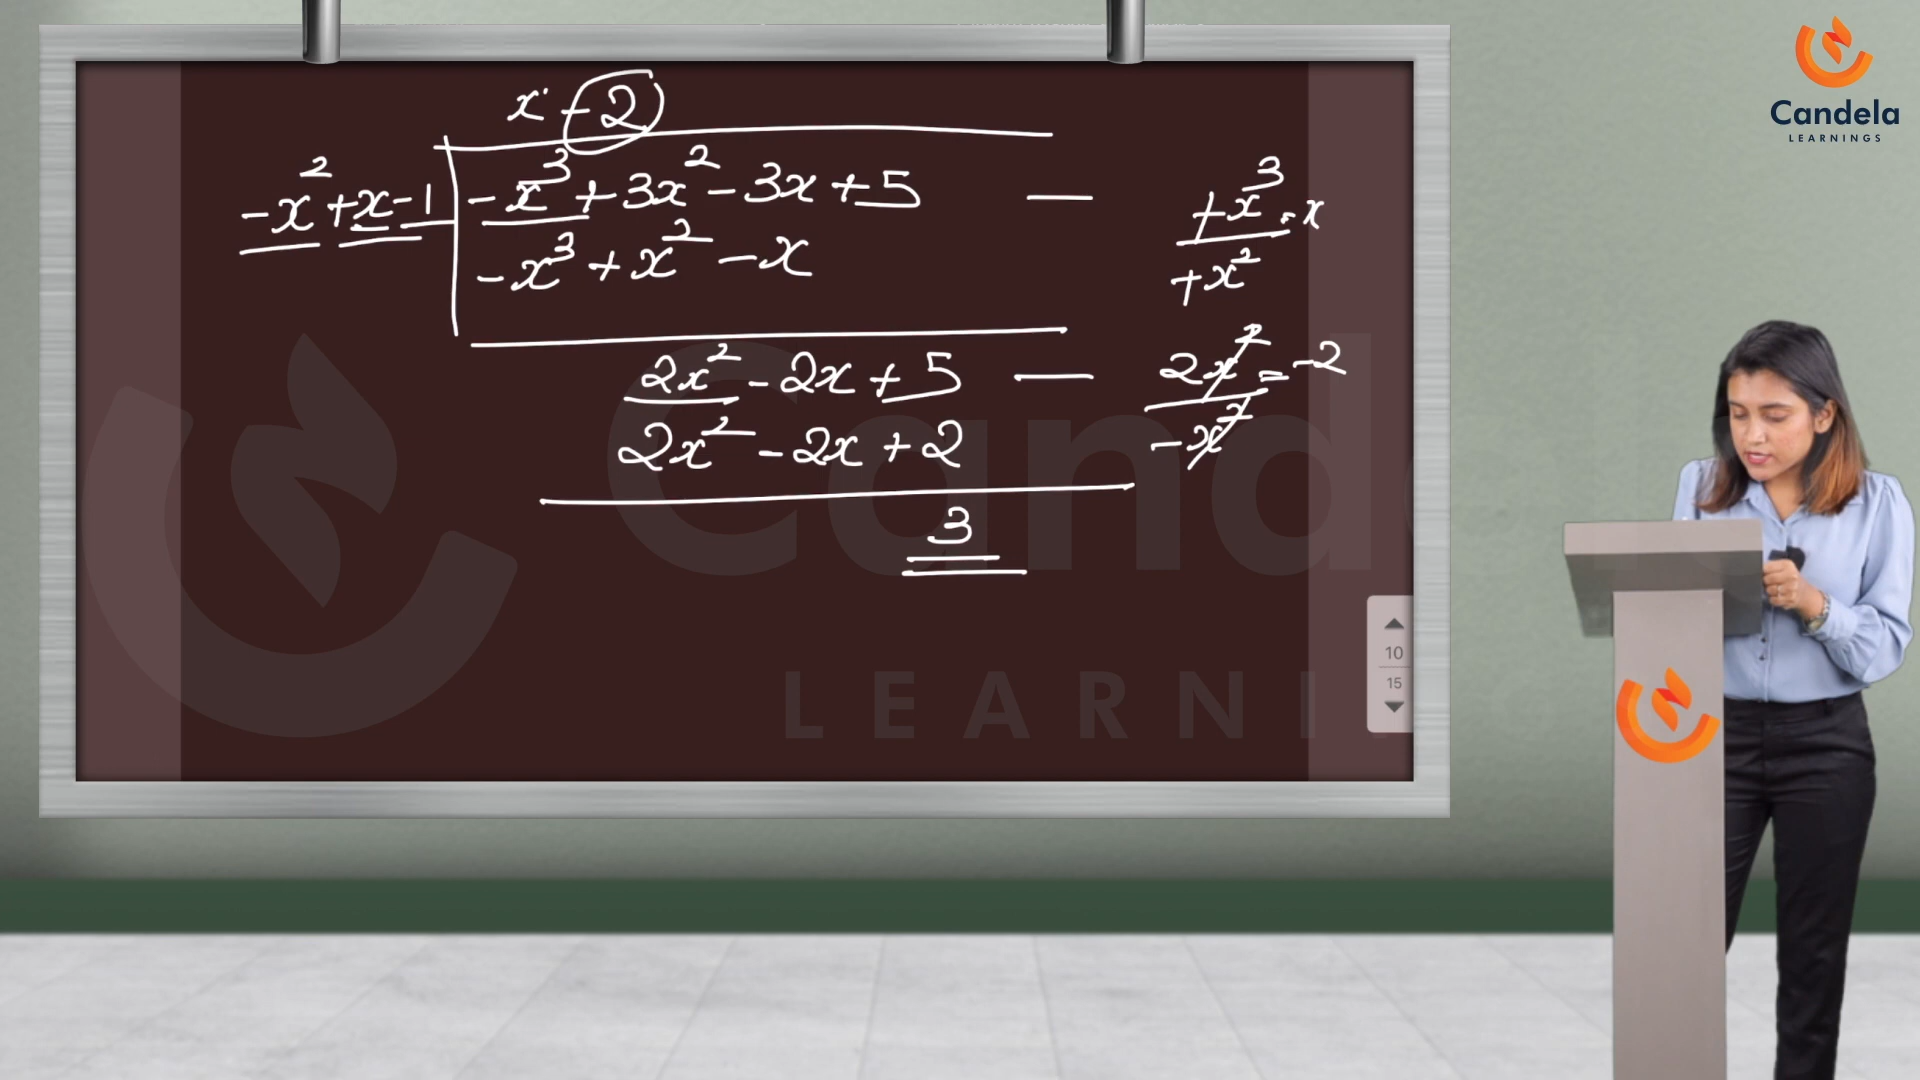 x - 2
-x² + x - 1 | -x³ + 3x² - 3x + 5 —
-x³ + x² - x
+x³ / +x² = x
2x² - 2x + 5 — 2x² / -x² = -2
2x² - 2x + 2
3
Candela
LEARNINGS
Cande
LEARNI
10
15